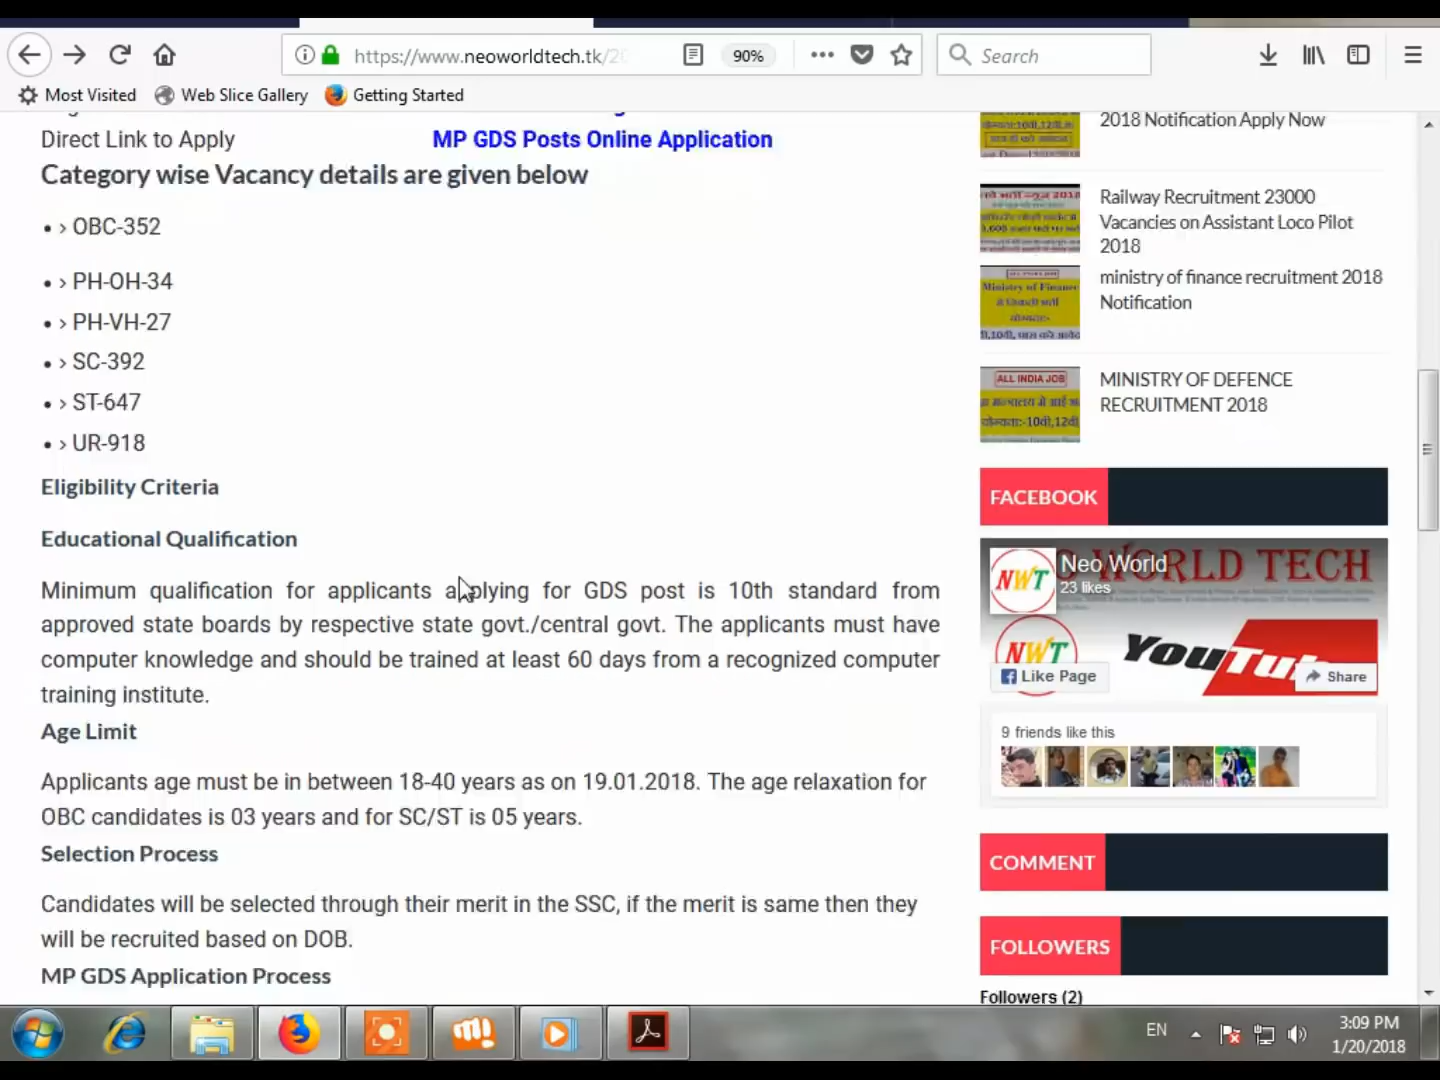 https://www.neoworldtech.tk/20
90%
Search
Most Visited
Web Slice Gallery
Getting Started
Direct Link to Apply
MP GDS Posts Online Application
Category wise Vacancy details are given below
• › OBC-352
• › PH-OH-34
• › PH-VH-27
• › SC-392
• › ST-647
• › UR-918
Eligibility Criteria
Educational Qualification
Minimum qualification for applicants applying for GDS post is 10th standard from
approved state boards by respective state govt./central govt. The applicants must have
computer knowledge and should be trained at least 60 days from a recognized computer
training institute.
Age Limit
Applicants age must be in between 18-40 years as on 19.01.2018. The age relaxation for
OBC candidates is 03 years and for SC/ST is 05 years.
Selection Process
Candidates will be selected through their merit in the SSC, if the merit is same then they
will be recruited based on DOB.
MP GDS Application Process
2018 Notification Apply Now
Railway Recruitment 23000
Vacancies on Assistant Loco Pilot
2018
Ministry of Finance
ministry of finance recruitment 2018
Notification
ALL INDIA JOB
योग्यता:-10वी,12वी
MINISTRY OF DEFENCE
RECRUITMENT 2018
FACEBOOK
WORLD TECH
NWT
Neo World
23 likes
NWT
YouTu
Like Page
Share
9 friends like this
COMMENT
FOLLOWERS
Followers (2)
EN
3:09 PM
1/20/2018